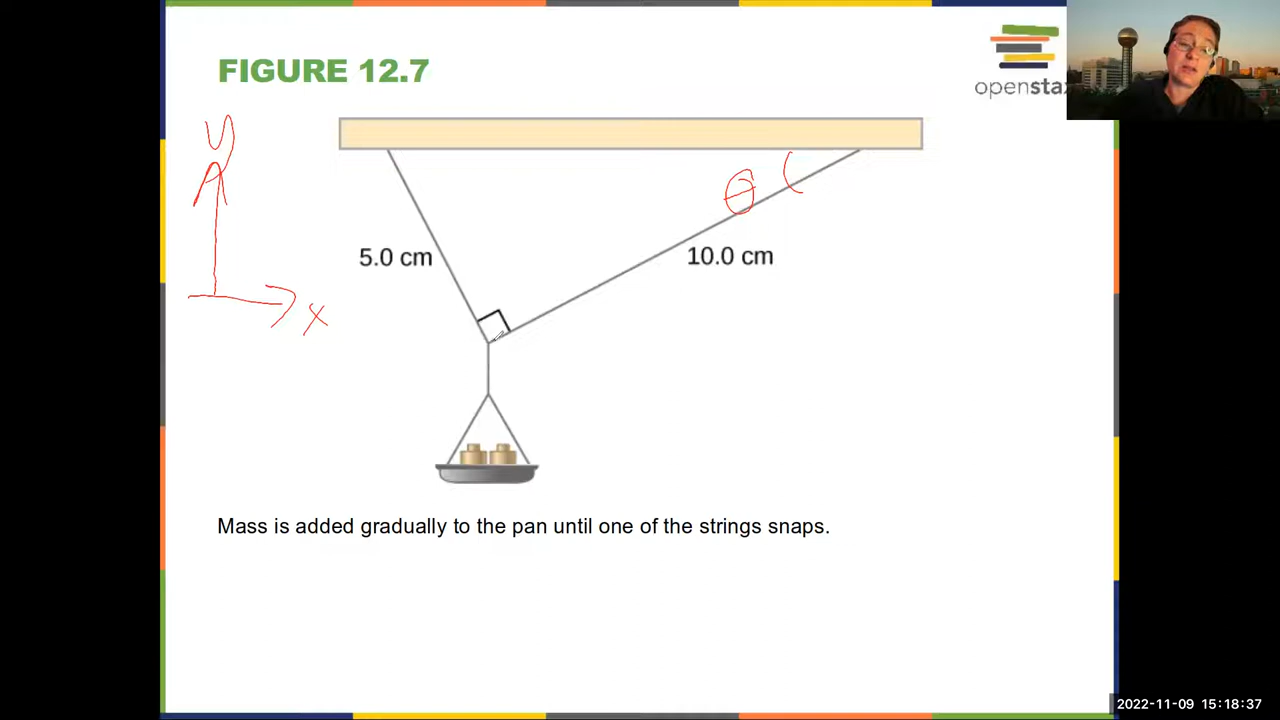 FIGURE 12.7
openstax
y
x
θ
5.0 cm
10.0 cm
Mass is added gradually to the pan until one of the strings snaps.
2022-11-09 15:18:37